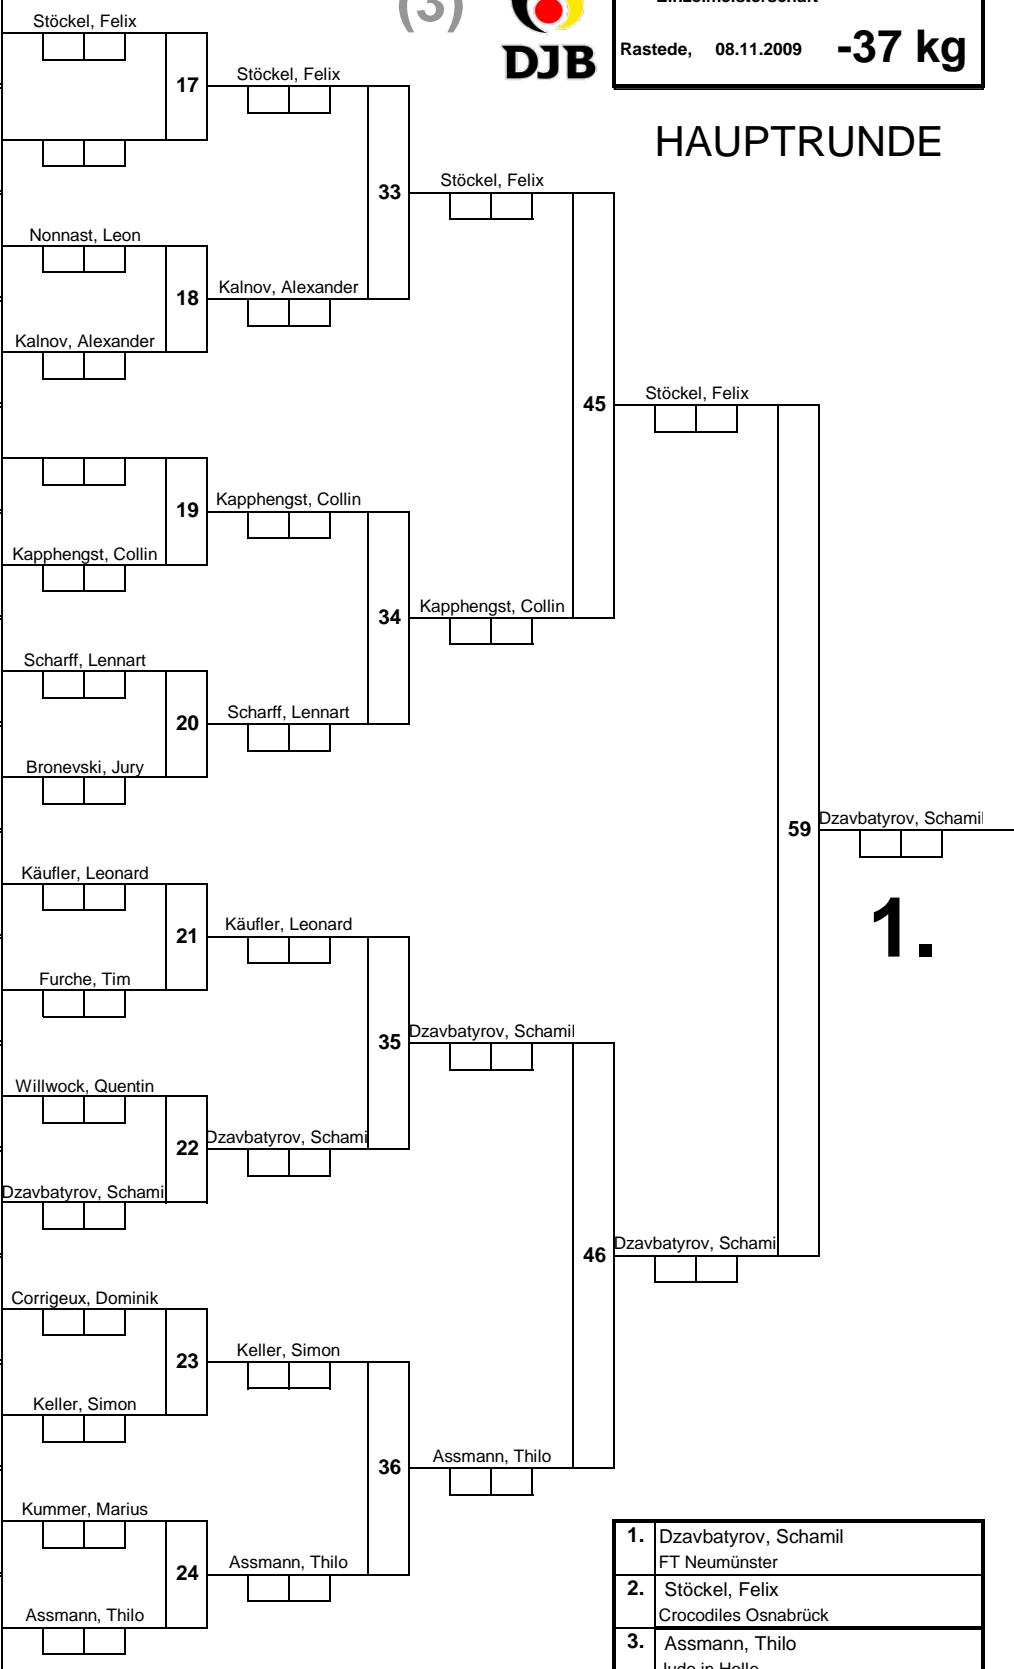 (3)
DJB
Einzelmeisterschaft
Rastede, 08.11.2009 -37 kg
HAUPTRUNDE
Stöckel, Felix
17
Stöckel, Felix
33
Stöckel, Felix
Nonnast, Leon
18
Kalnov, Alexander
Kalnov, Alexander
45
Stöckel, Felix
19
Kapphengst, Collin
Kapphengst, Collin
34
Kapphengst, Collin
Scharff, Lennart
20
Scharff, Lennart
Bronevski, Jury
59
Dzavbatyrov, Schamil
1.
Käufler, Leonard
21
Käufler, Leonard
Furche, Tim
35
Dzavbatyrov, Schamil
Willwock, Quentin
22
Dzavbatyrov, Schami
Dzavbatyrov, Schami
46
Dzavbatyrov, Schami
Corrigeux, Dominik
23
Keller, Simon
Keller, Simon
36
Assmann, Thilo
Kummer, Marius
24
Assmann, Thilo
Assmann, Thilo
1. Dzavbatyrov, Schamil
FT Neumünster
2. Stöckel, Felix
Crocodiles Osnabrück
3. Assmann, Thilo
Judo in Holle